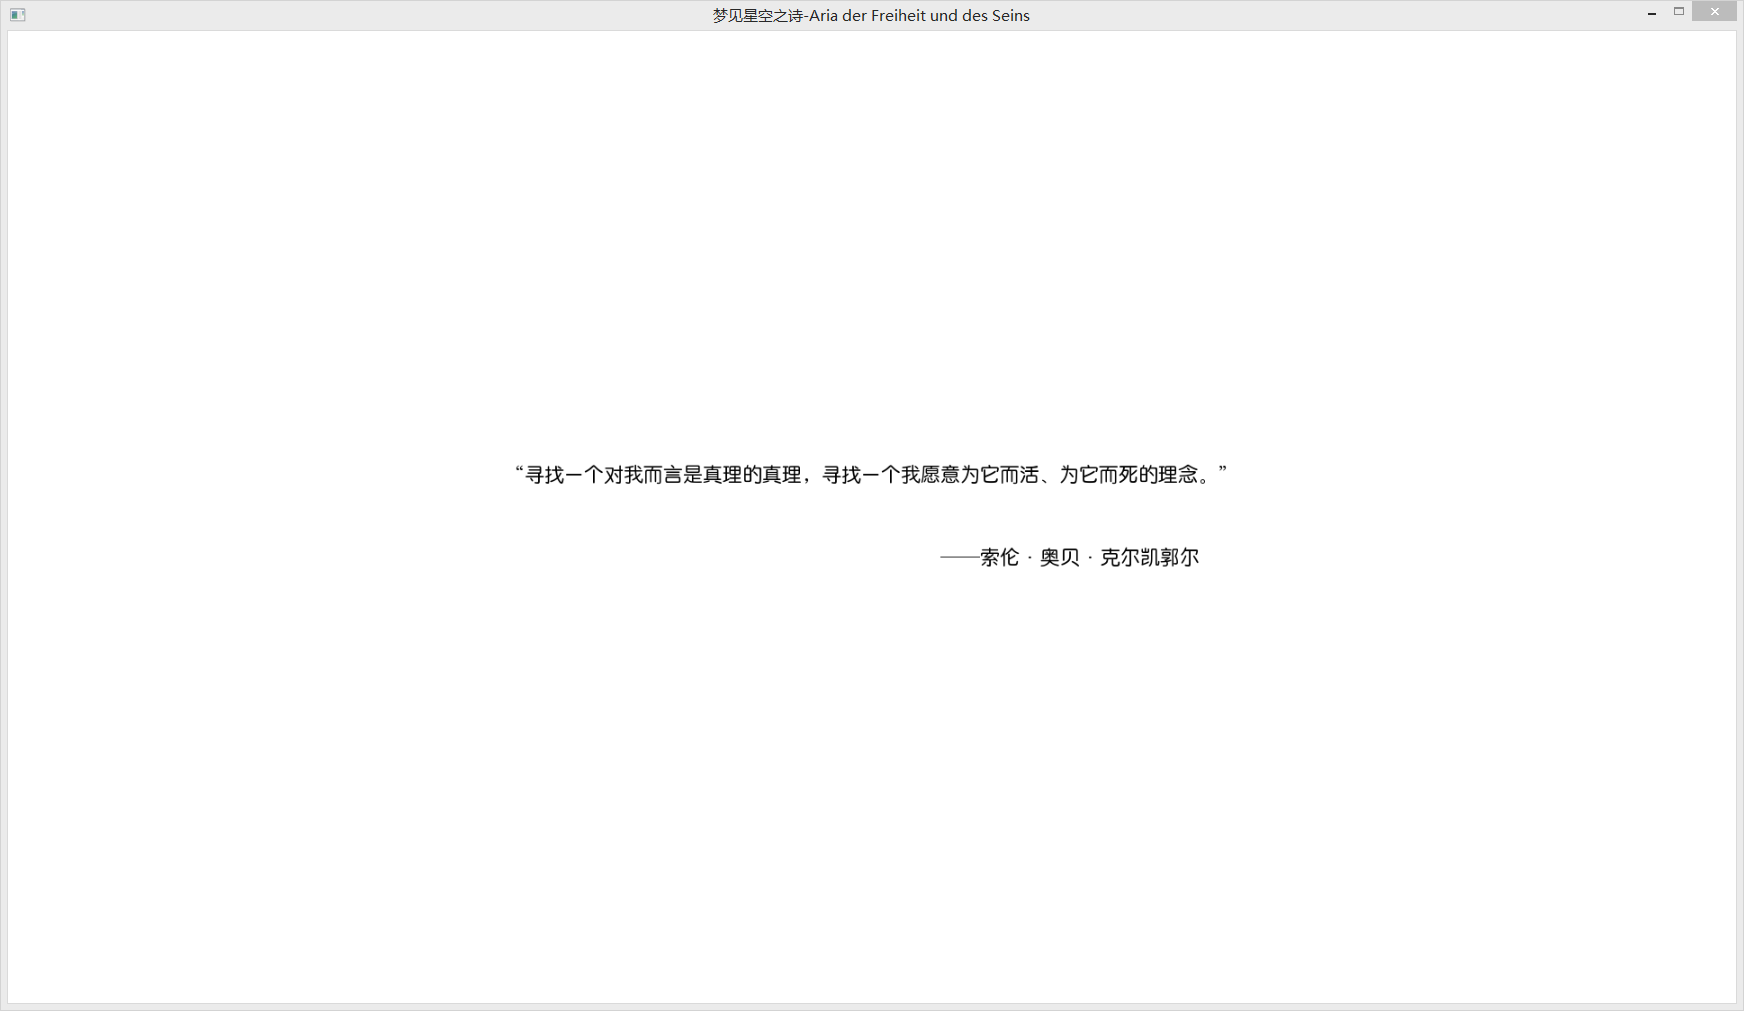 梦见星空之诗-Aria der Freiheit und des Seins
“寻找一个对我而言是真理的真理，寻找一个我愿意为它而活、为它而死的理念。”
——索伦·奥贝·克尔凯郭尔